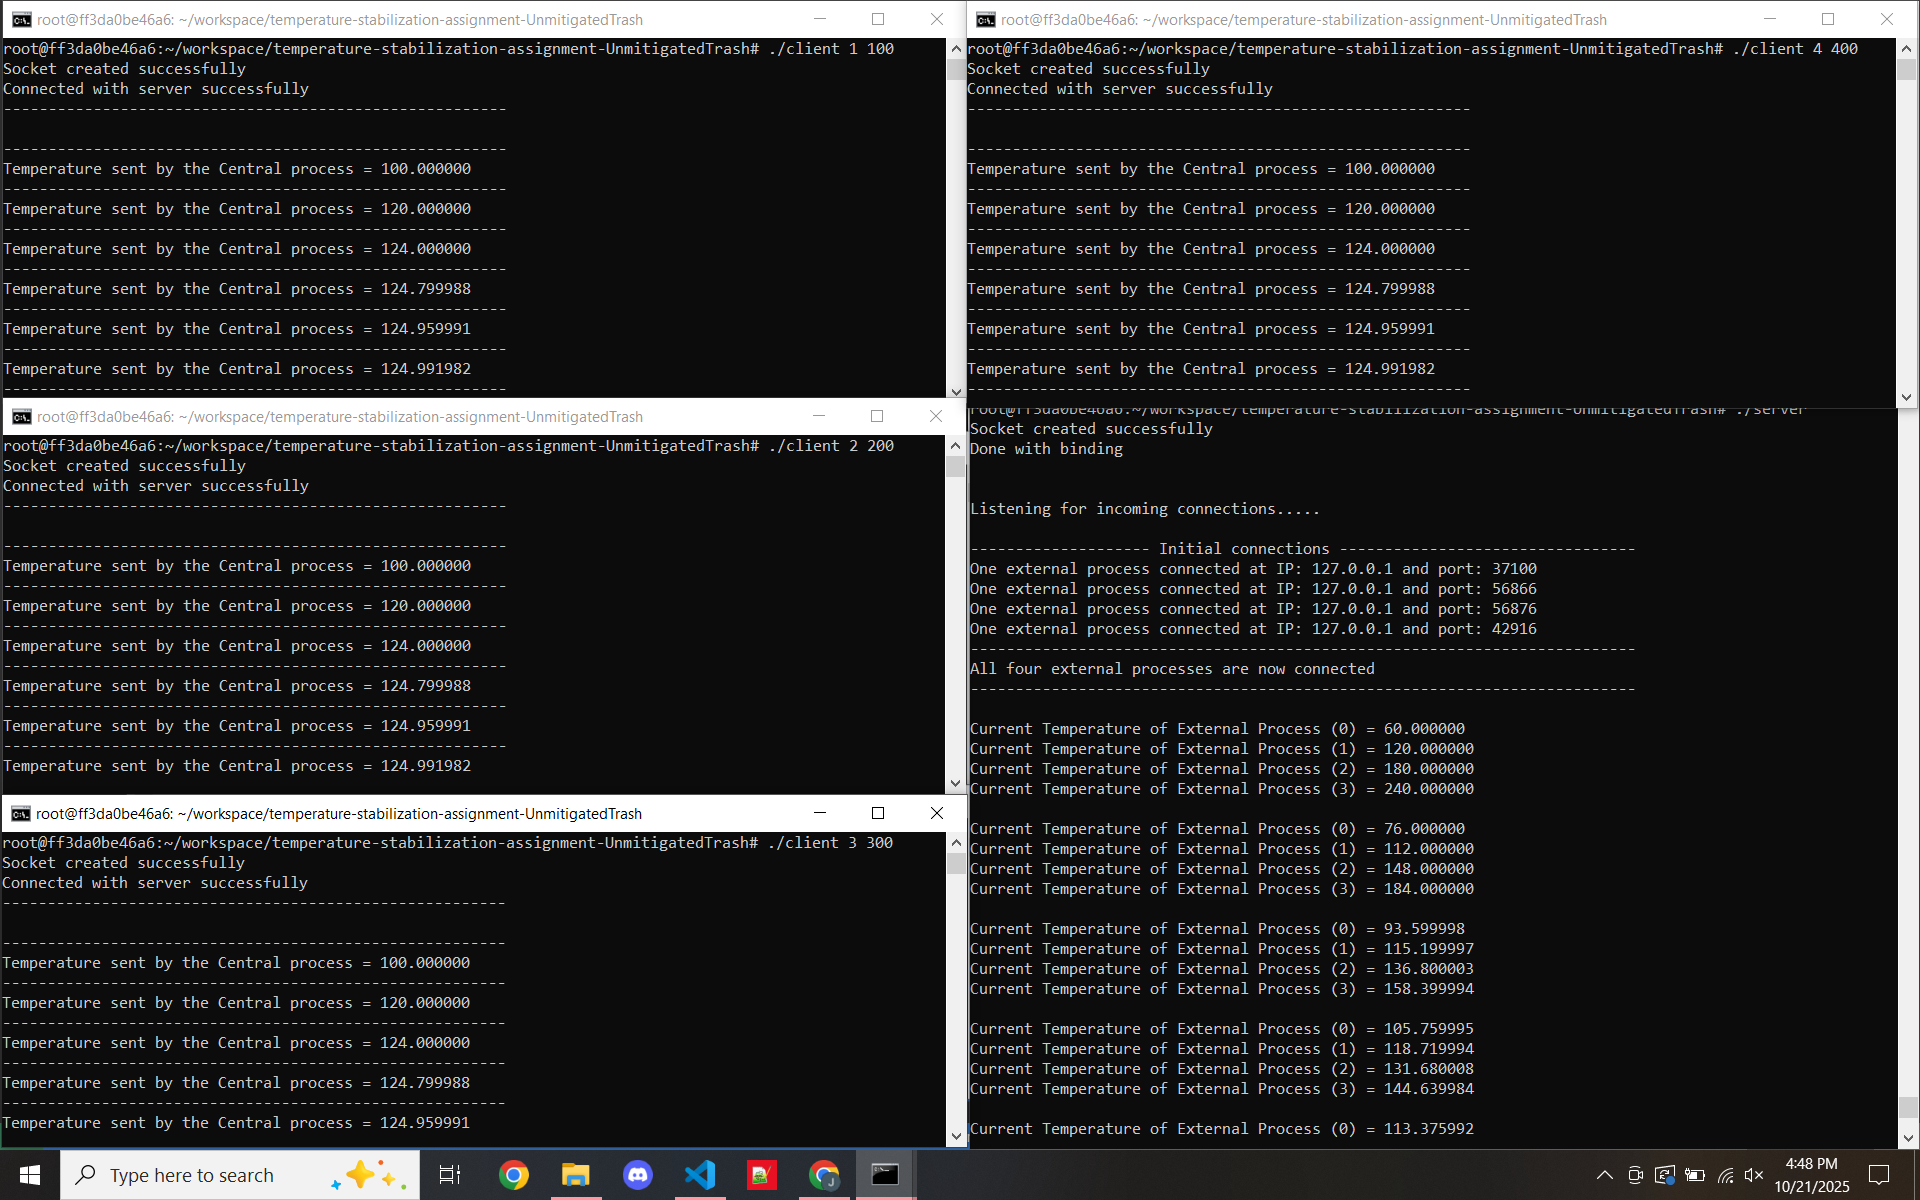 root@ff3da0be46a6: ~/workspace/temperature-stabilization-assignment-UnmitigatedTrash
root@ff3da0be46a6:~/workspace/temperature-stabilization-assignment-UnmitigatedTrash# ./client 1 100
Socket created successfully
Connected with server successfully
--------------------------------------------------------
--------------------------------------------------------
Temperature sent by the Central process = 100.000000
--------------------------------------------------------
Temperature sent by the Central process = 120.000000
--------------------------------------------------------
Temperature sent by the Central process = 124.000000
--------------------------------------------------------
Temperature sent by the Central process = 124.799988
--------------------------------------------------------
Temperature sent by the Central process = 124.959991
--------------------------------------------------------
Temperature sent by the Central process = 124.991982
--------------------------------------------------------
root@ff3da0be46a6: ~/workspace/temperature-stabilization-assignment-UnmitigatedTrash
root@ff3da0be46a6:~/workspace/temperature-stabilization-assignment-UnmitigatedTrash# ./client 2 200
Socket created successfully
Connected with server successfully
--------------------------------------------------------
--------------------------------------------------------
Temperature sent by the Central process = 100.000000
--------------------------------------------------------
Temperature sent by the Central process = 120.000000
--------------------------------------------------------
Temperature sent by the Central process = 124.000000
--------------------------------------------------------
Temperature sent by the Central process = 124.799988
--------------------------------------------------------
Temperature sent by the Central process = 124.959991
--------------------------------------------------------
Temperature sent by the Central process = 124.991982
root@ff3da0be46a6: ~/workspace/temperature-stabilization-assignment-UnmitigatedTrash
root@ff3da0be46a6:~/workspace/temperature-stabilization-assignment-UnmitigatedTrash# ./client 3 300
Socket created successfully
Connected with server successfully
--------------------------------------------------------
--------------------------------------------------------
Temperature sent by the Central process = 100.000000
--------------------------------------------------------
Temperature sent by the Central process = 120.000000
--------------------------------------------------------
Temperature sent by the Central process = 124.000000
--------------------------------------------------------
Temperature sent by the Central process = 124.799988
--------------------------------------------------------
Temperature sent by the Central process = 124.959991
root@ff3da0be46a6: ~/workspace/temperature-stabilization-assignment-UnmitigatedTrash
root@ff3da0be46a6:~/workspace/temperature-stabilization-assignment-UnmitigatedTrash# ./client 4 400
Socket created successfully
Connected with server successfully
--------------------------------------------------------
--------------------------------------------------------
Temperature sent by the Central process = 100.000000
--------------------------------------------------------
Temperature sent by the Central process = 120.000000
--------------------------------------------------------
Temperature sent by the Central process = 124.000000
--------------------------------------------------------
Temperature sent by the Central process = 124.799988
--------------------------------------------------------
Temperature sent by the Central process = 124.959991
--------------------------------------------------------
Temperature sent by the Central process = 124.991982
--------------------------------------------------------
root@ff3da0be46a6:~/workspace/temperature-stabilization-assignment-UnmitigatedTrash# ./server
Socket created successfully
Done with binding
Listening for incoming connections.....
-------------------- Initial connections ---------------------------------
One external process connected at IP: 127.0.0.1 and port: 37100
One external process connected at IP: 127.0.0.1 and port: 56866
One external process connected at IP: 127.0.0.1 and port: 56876
One external process connected at IP: 127.0.0.1 and port: 42916
--------------------------------------------------------------------------
All four external processes are now connected
--------------------------------------------------------------------------
Current Temperature of External Process (0) = 60.000000
Current Temperature of External Process (1) = 120.000000
Current Temperature of External Process (2) = 180.000000
Current Temperature of External Process (3) = 240.000000
Current Temperature of External Process (0) = 76.000000
Current Temperature of External Process (1) = 112.000000
Current Temperature of External Process (2) = 148.000000
Current Temperature of External Process (3) = 184.000000
Current Temperature of External Process (0) = 93.599998
Current Temperature of External Process (1) = 115.199997
Current Temperature of External Process (2) = 136.800003
Current Temperature of External Process (3) = 158.399994
Current Temperature of External Process (0) = 105.759995
Current Temperature of External Process (1) = 118.719994
Current Temperature of External Process (2) = 131.680008
Current Temperature of External Process (3) = 144.639984
Current Temperature of External Process (0) = 113.375992
Type here to search
4:48 PM
10/21/2025